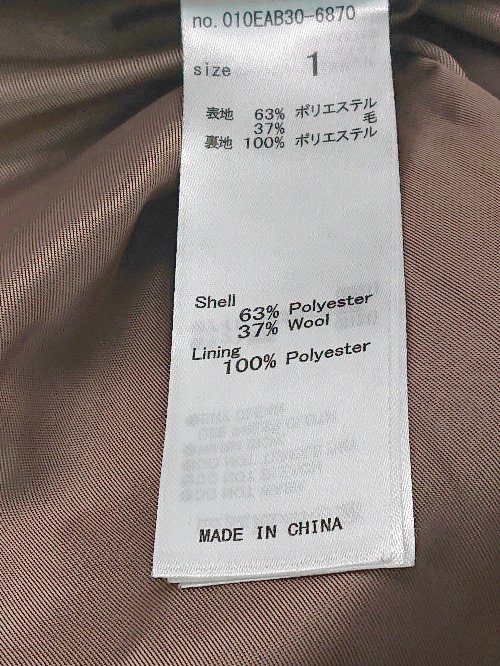 no.010EAB30-6870
size 1
表地 63% ポリエステル
37% 毛
裏地 100% ポリエステル
Shell
63% Polyester
37% Wool
Lining
100% Polyester
MADE IN CHINA